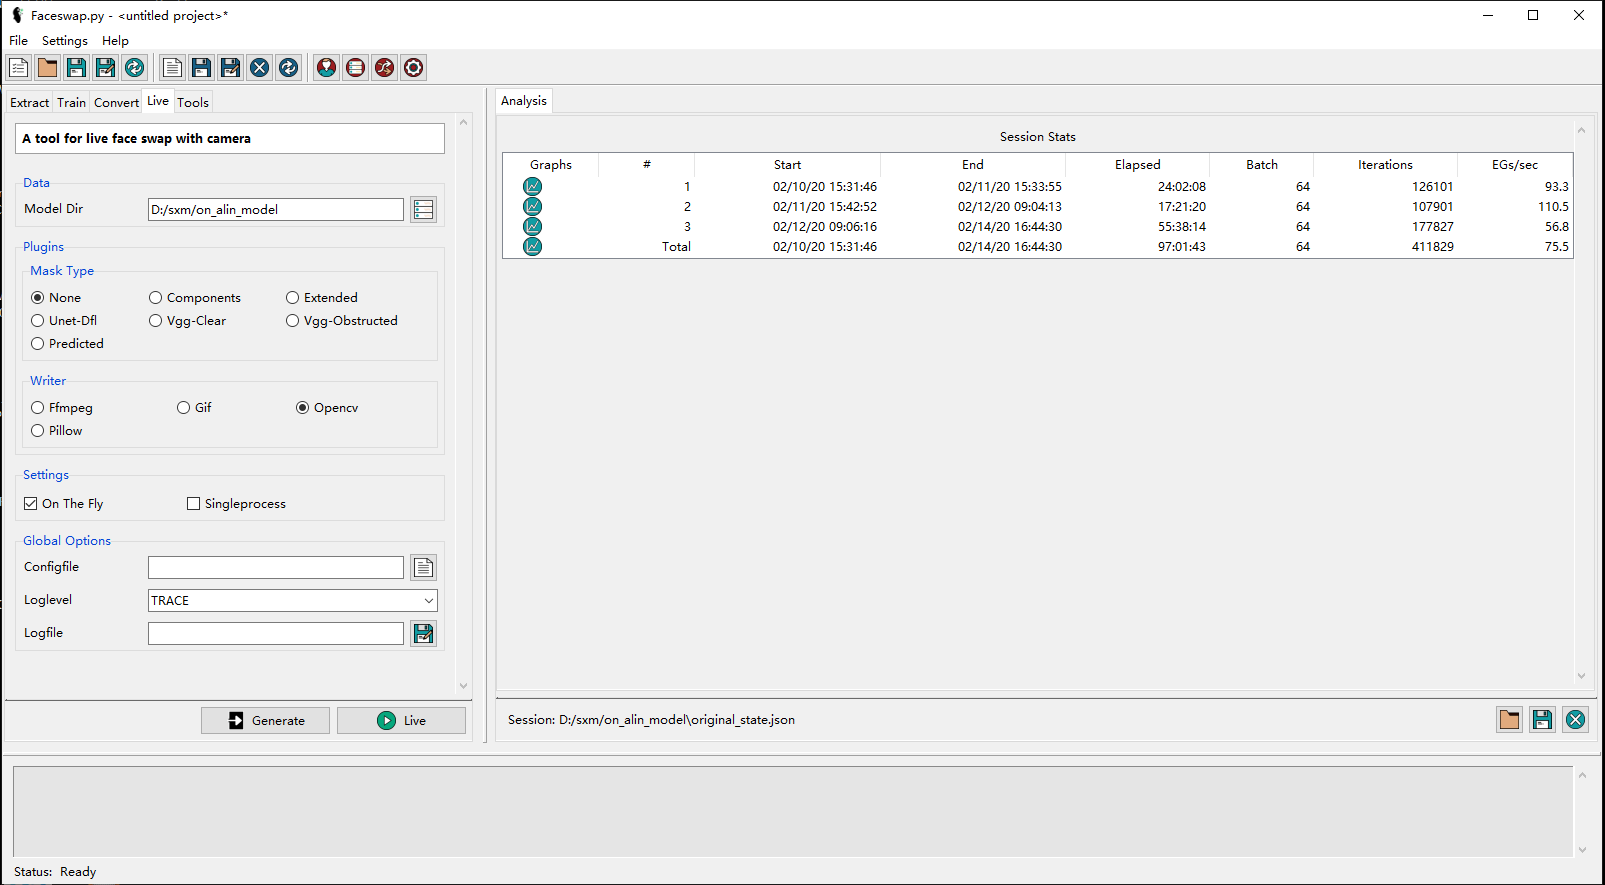 Faceswap.py - <untitled project>*
File Settings Help
Extract Train Convert Live Tools
A tool for live face swap with camera
Data
Model Dir D:/sxm/on_alin_model
Plugins
Mask Type
None Components Extended
Unet-Dfl Vgg-Clear Vgg-Obstructed
Predicted
Writer
Ffmpeg Gif Opencv
Pillow
Settings
On The Fly Singleprocess
Global Options
Configfile
Loglevel TRACE
Logfile
Generate Live
Analysis
Session Stats
Graphs # Start End Elapsed Batch Iterations EGs/sec
1 02/10/20 15:31:46 02/11/20 15:33:55 24:02:08 64 126101 93.3
2 02/11/20 15:42:52 02/12/20 09:04:13 17:21:20 64 107901 110.5
3 02/12/20 09:06:16 02/14/20 16:44:30 55:38:14 64 177827 56.8
Total 02/10/20 15:31:46 02/14/20 16:44:30 97:01:43 64 411829 75.5
Session: D:/sxm/on_alin_model\original_state.json
Status: Ready